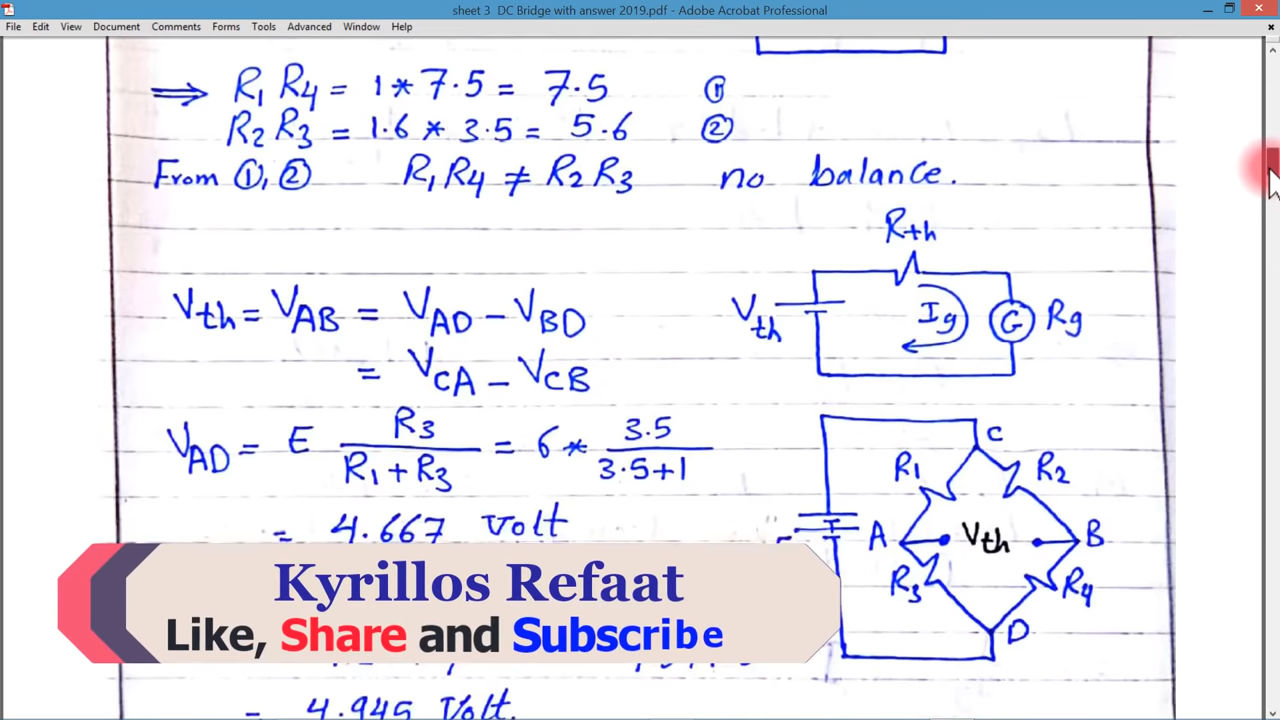 sheet 3 DC Bridge with answer 2019.pdf - Adobe Acrobat Professional
File Edit View Document Comments Forms Tools Advanced Window Help
⟹ R1 R4 = 1 * 7.5 = 7.5 ①
R2 R3 = 1.6 * 3.5 = 5.6 ②
From ①, ② R1 R4 ≠ R2 R3 no balance.
Rth
Vth Ig G Rg
Vth = VAB = VAD - VBD
= VCA - VCB
VAD = E R3 / (R1 + R3) = 6 * 3.5 / (3.5+1)
= 4.667 Volt
C
R1 R2
A Vth B
R3 R4
D
Kyrillos Refaat
Like, Share and Subscribe
= 4.945 Volt.